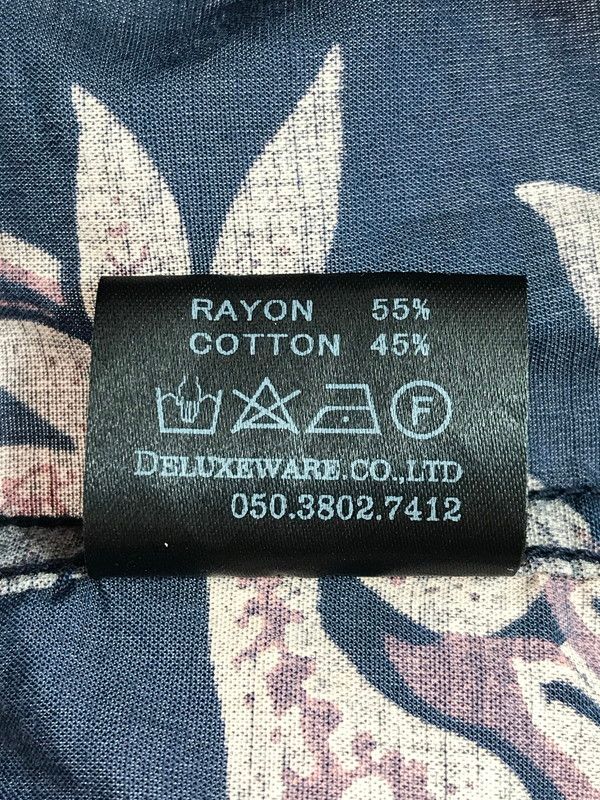 RAYON 55%
COTTON 45%
F
DELUXEWARE.CO.,LTD
050.3802.7412